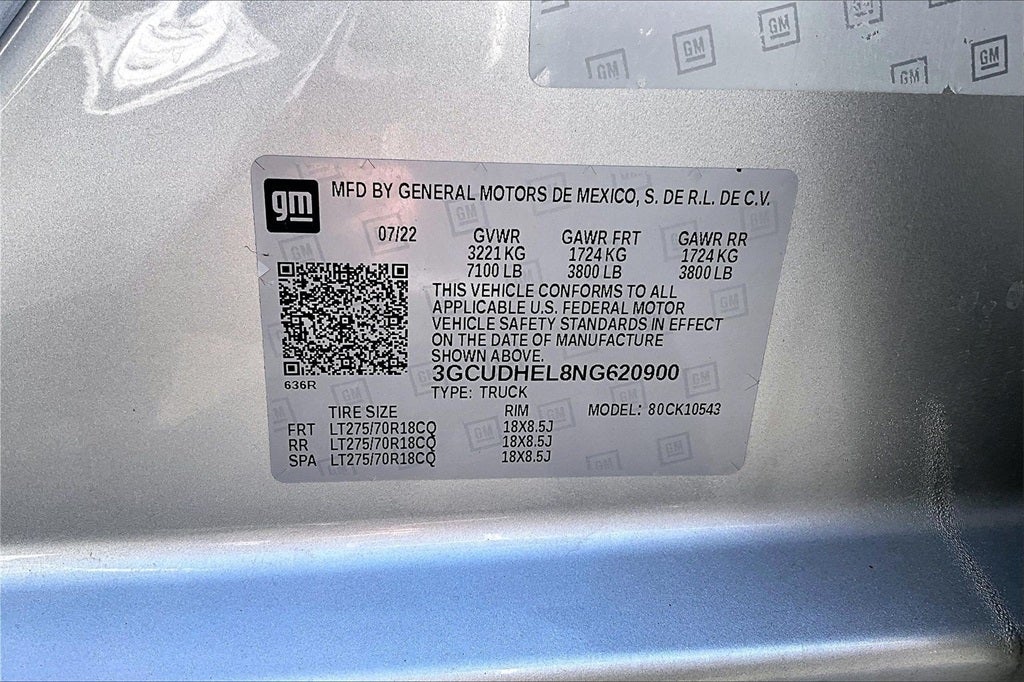 GM GM GM GM
gm MFD BY GENERAL MOTORS DE MEXICO, S. DE R.L. DE C.V.
07/22 GVWR GAWR FRT GAWR RR
3221 KG 1724 KG 1724 KG
7100 LB 3800 LB 3800 LB
THIS VEHICLE CONFORMS TO ALL
APPLICABLE U.S. FEDERAL MOTOR
VEHICLE SAFETY STANDARDS IN EFFECT
ON THE DATE OF MANUFACTURE
SHOWN ABOVE.
636R 3GCUDHEL8NG620900
TYPE: TRUCK
TIRE SIZE RIM MODEL: 80CK10543
FRT LT275/70R18CQ 18X8.5J
RR LT275/70R18CQ 18X8.5J
SPA LT275/70R18CQ 18X8.5J